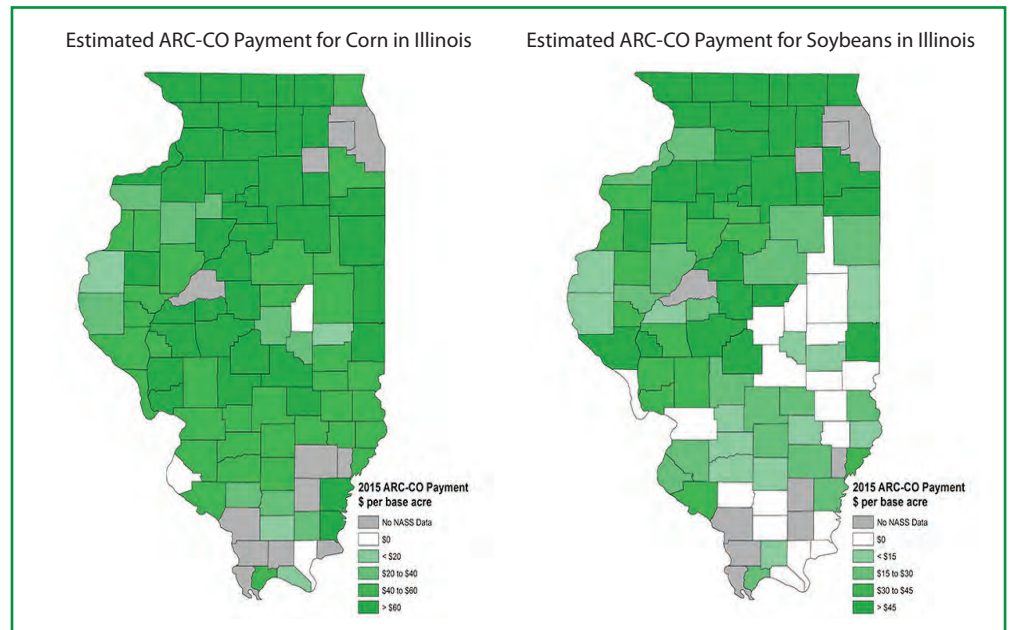 Estimated ARC-CO Payment for Corn in Illinois
Estimated ARC-CO Payment for Soybeans in Illinois
2015 ARC-CO Payment
$ per base acre
No NASS Data
$0
< $20
$20 to $40
$40 to $60
> $60
2015 ARC-CO Payment
$ per base acre
No NASS Data
$0
< $15
$15 to $30
$30 to $45
> $45